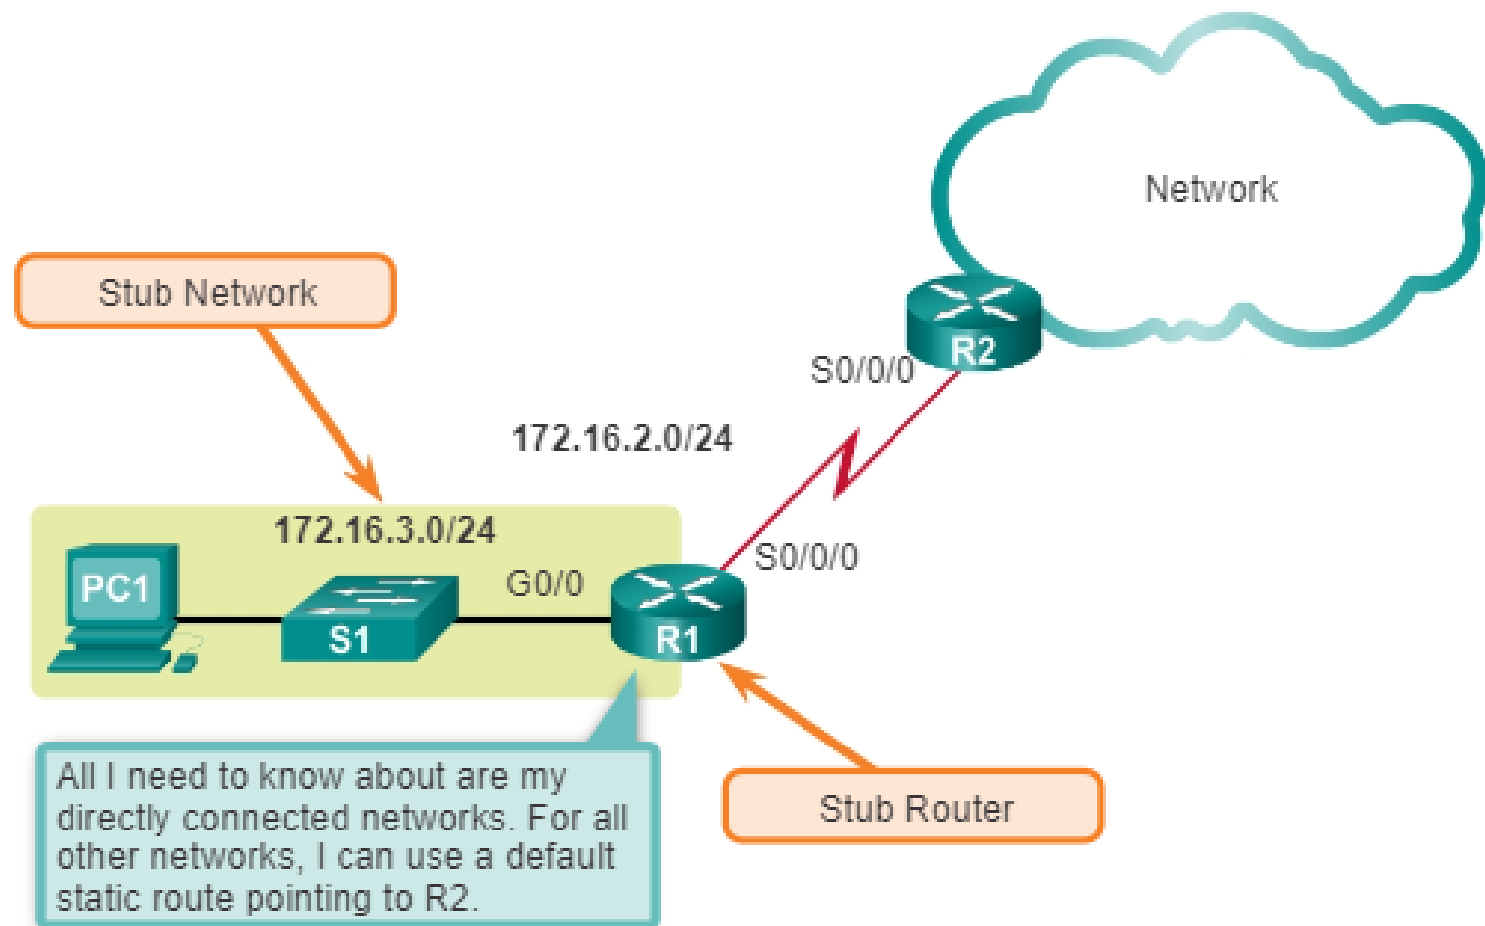 Network
Stub Network
R2
S0/0/0
172.16.2.0/24
172.16.3.0/24
S0/0/0
PC1
G0/0
S1
R1
All I need to know about are my
directly connected networks. For all
other networks, I can use a default
static route pointing to R2.
Stub Router